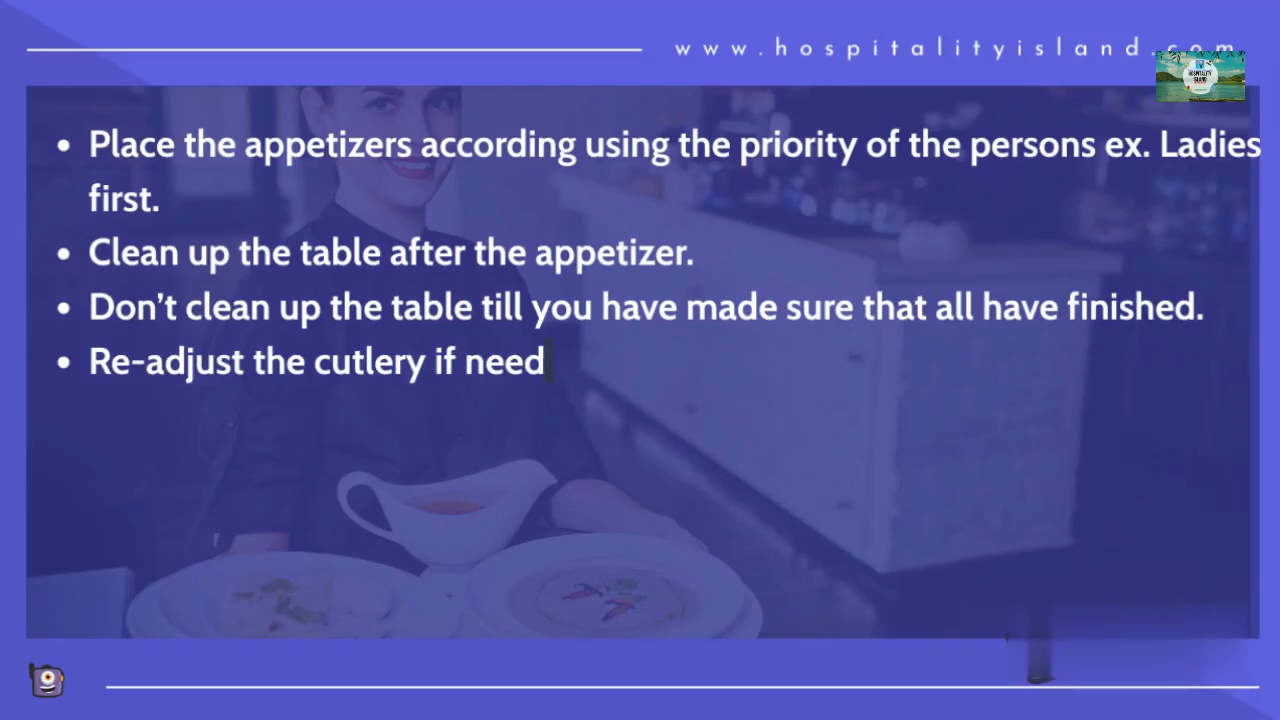 www.hospitalityisland.com
HOSPITALITY
ISLAND
• Place the appetizers according using the priority of the persons ex. Ladies
first.
• Clean up the table after the appetizer.
• Don’t clean up the table till you have made sure that all have finished.
• Re-adjust the cutlery if need